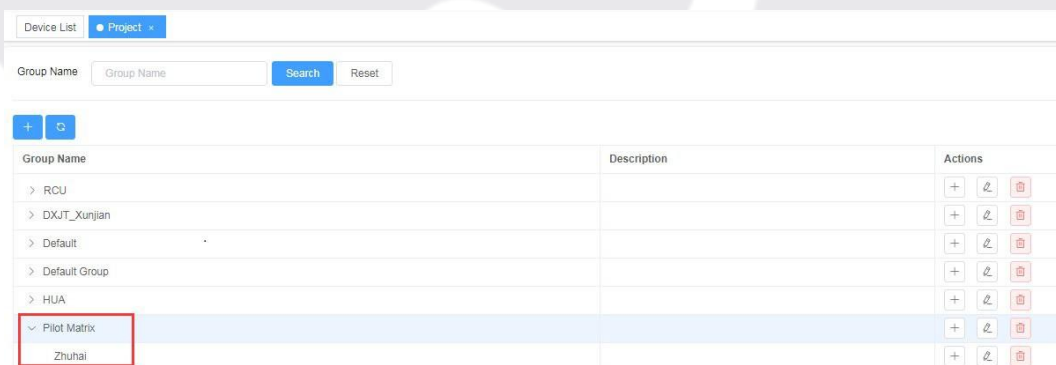 Device List Project ×
Group Name Group Name Search Reset
Group Name Description Actions
RCU
DXJT_Xunjian
Default
Default Group
HUA
Pilot Matrix
Zhuhai